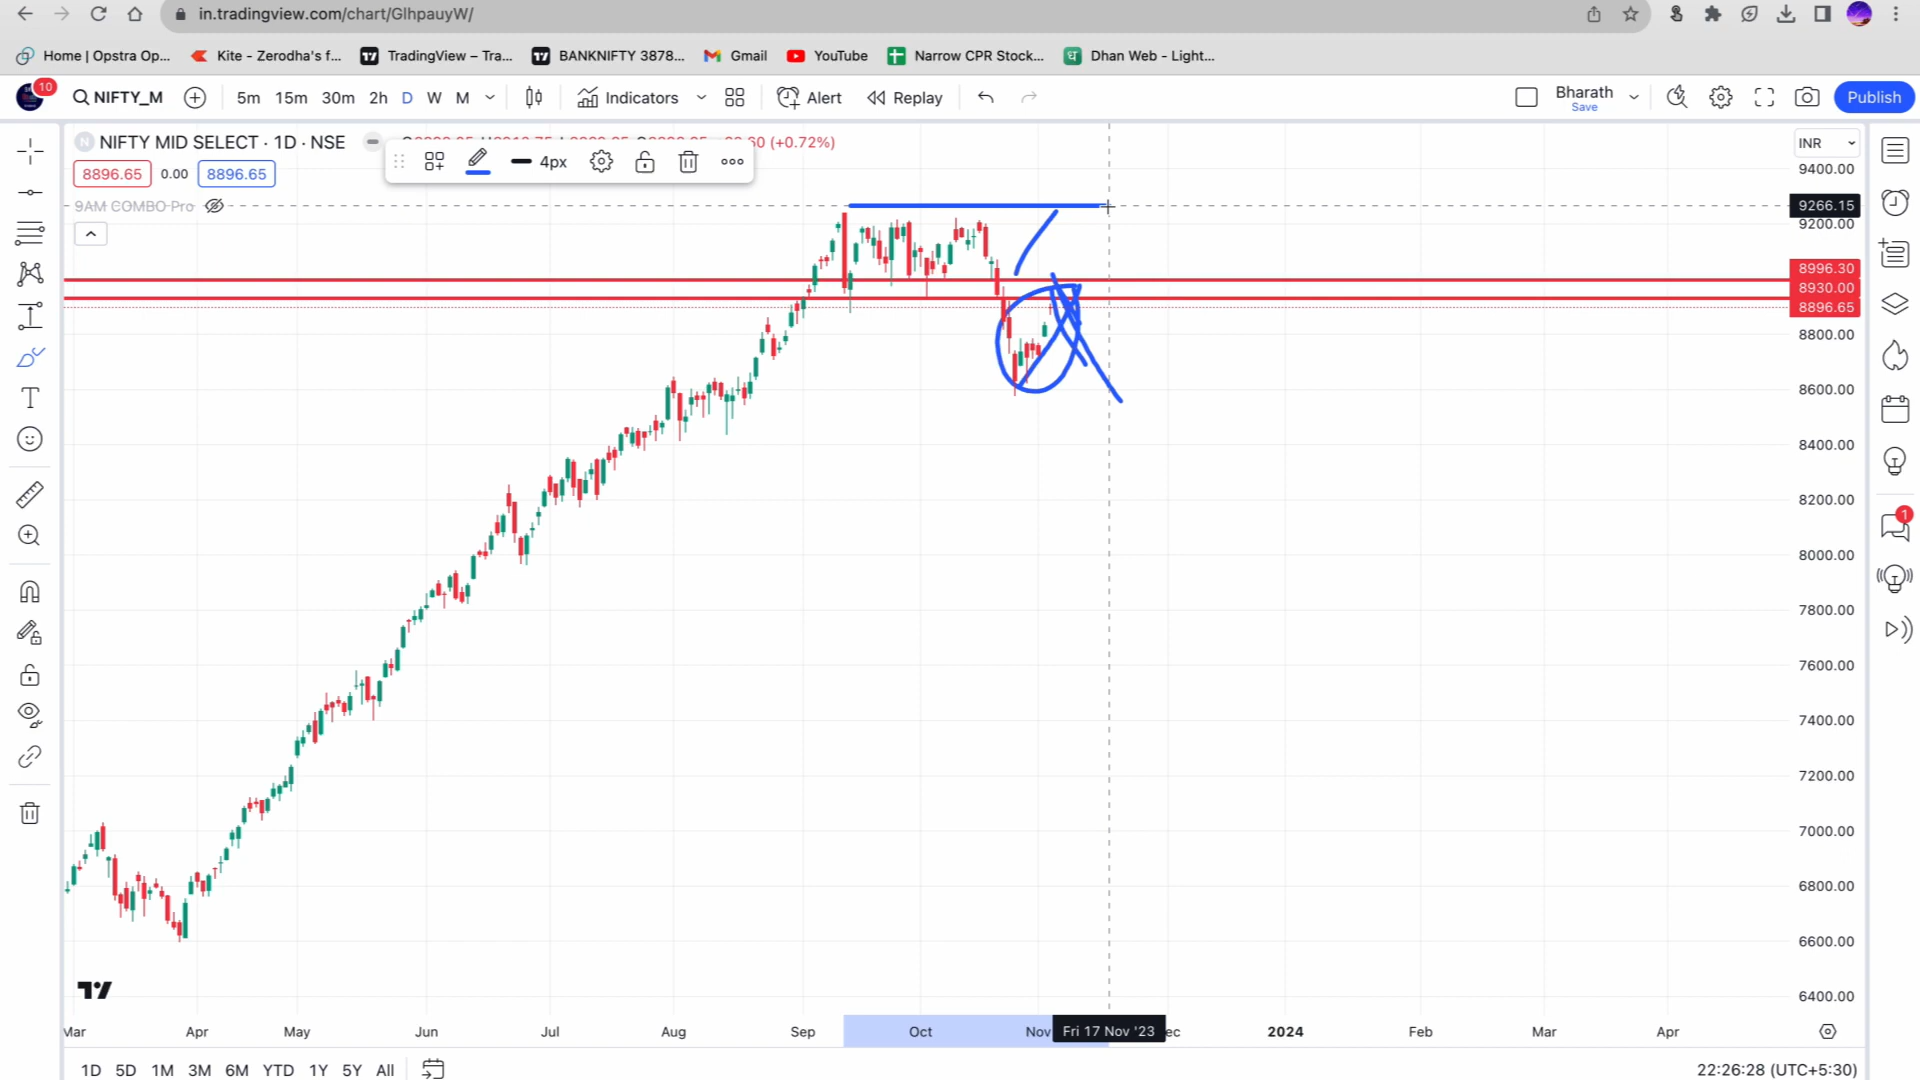 in.tradingview.com/chart/GlhpauyW/
Home | Opstra Op... Kite - Zerodha's f... TradingView – Tra... BANKNIFTY 3878... Gmail YouTube Narrow CPR Stock... Dhan Web - Light...
10 NIFTY_M 5m 15m 30m 2h D W M Indicators Alert Replay Bharath Save Publish
NIFTY MID SELECT · 1D · NSE (+0.72%) INR
4px
8896.65 0.00 8896.65
9AM COMBO Pro
9400.00
9266.15
9200.00
8996.30
8930.00
8896.65
8800.00
8600.00
8400.00
8200.00
8000.00
7800.00
7600.00
7400.00
7200.00
7000.00
6800.00
6600.00
6400.00
1
Mar Apr May Jun Jul Aug Sep Oct Nov Fri 17 Nov '23 2024 Feb Mar Apr
1D 5D 1M 3M 6M YTD 1Y 5Y All 22:26:28 (UTC+5:30)